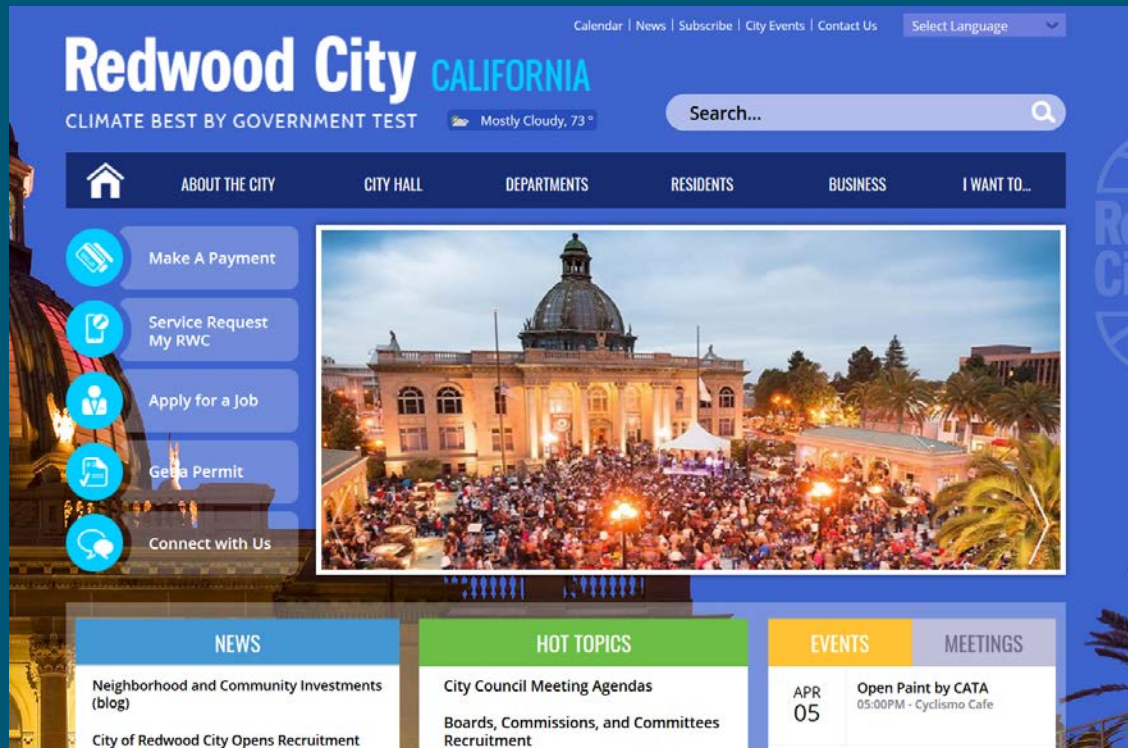 Calendar | News | Subscribe | City Events | Contact Us
Select Language
Redwood City CALIFORNIA
CLIMATE BEST BY GOVERNMENT TEST
Mostly Cloudy, 73 °
Search...
ABOUT THE CITY
CITY HALL
DEPARTMENTS
RESIDENTS
BUSINESS
I WANT TO...
Make A Payment
Service Request
My RWC
Apply for a Job
Get a Permit
Connect with Us
NEWS
Neighborhood and Community Investments
(blog)
City of Redwood City Opens Recruitment
HOT TOPICS
City Council Meeting Agendas
Boards, Commissions, and Committees
Recruitment
EVENTS
MEETINGS
APR
05
Open Paint by CATA
05:00PM - Cyclismo Cafe